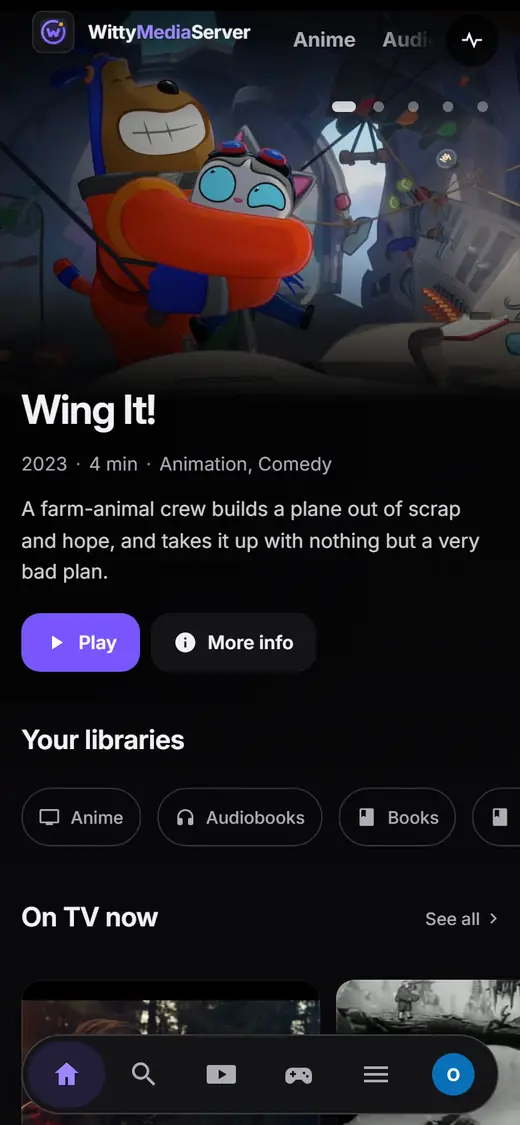 WittyMediaServer
Anime
Wing It!
2023 · 4 min · Animation, Comedy
A farm-animal crew builds a plane out of scrap
and hope, and takes it up with nothing but a very
bad plan.
Play
More info
Your libraries
Anime
Audiobooks
Books
On TV now
See all
O